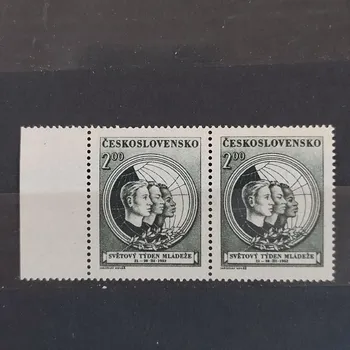 ČESKOSLOVENSKO
2.00
SVĚTOVÝ TÝDEN MLÁDEŽE
ČESKOSLOVENSKO
2.00
SVĚTOVÝ TÝDEN MLÁDEŽE